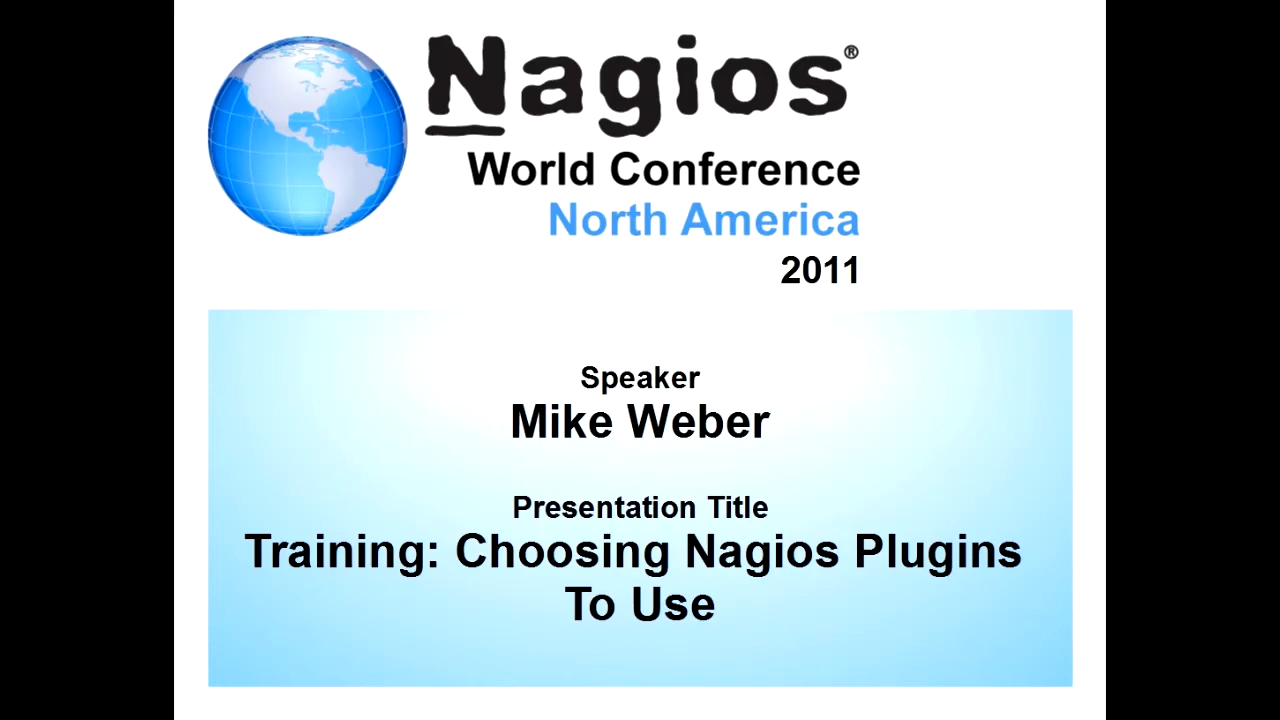 Nagios®
World Conference
North America
2011
Speaker
Mike Weber
Presentation Title
Training: Choosing Nagios Plugins
To Use